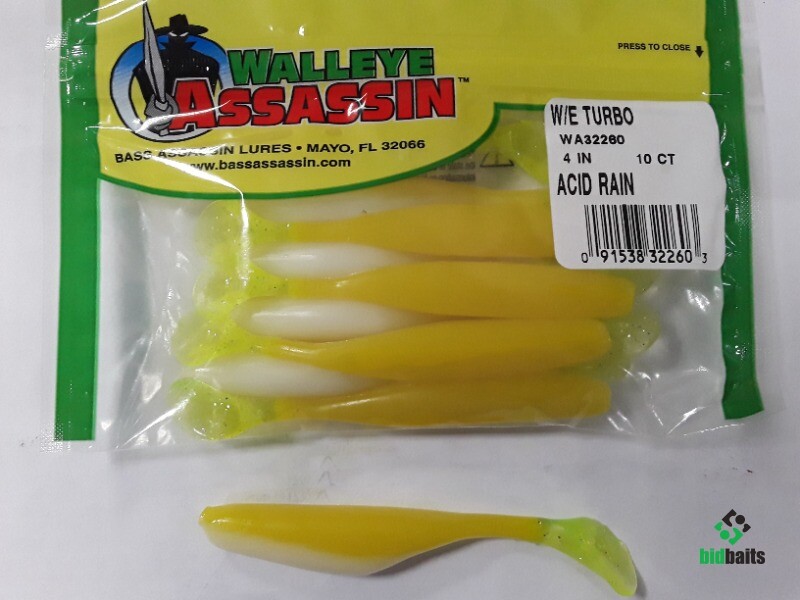 WALLEYE
ASSASSIN™
BASS ASSASSIN LURES • MAYO, FL 32066
www.bassassassin.com
PRESS TO CLOSE
W/E TURBO
WA32260
4 IN 10 CT
ACID RAIN
0 91538 32260 3
bidbaits